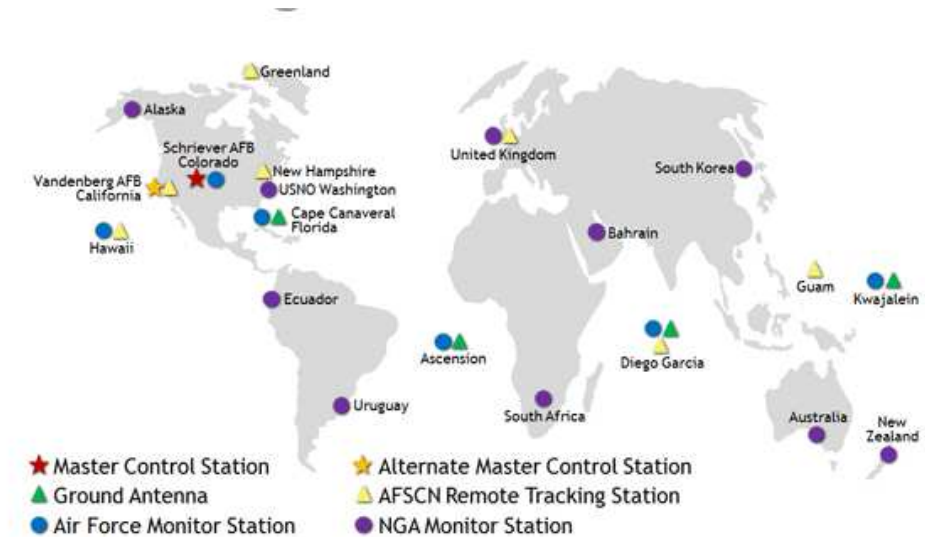 Greenland
Alaska
Schriever AFB
Colorado
New Hampshire
USNO Washington
Vandenberg AFB
California
Cape Canaveral
Florida
Hawaii
United Kingdom
South Korea
Bahrain
Guam
Kwajalein
Ecuador
Ascension
Diego Garcia
Uruguay
South Africa
Australia
New
Zealand
Master Control Station
Alternate Master Control Station
Ground Antenna
AFSCN Remote Tracking Station
Air Force Monitor Station
NGA Monitor Station